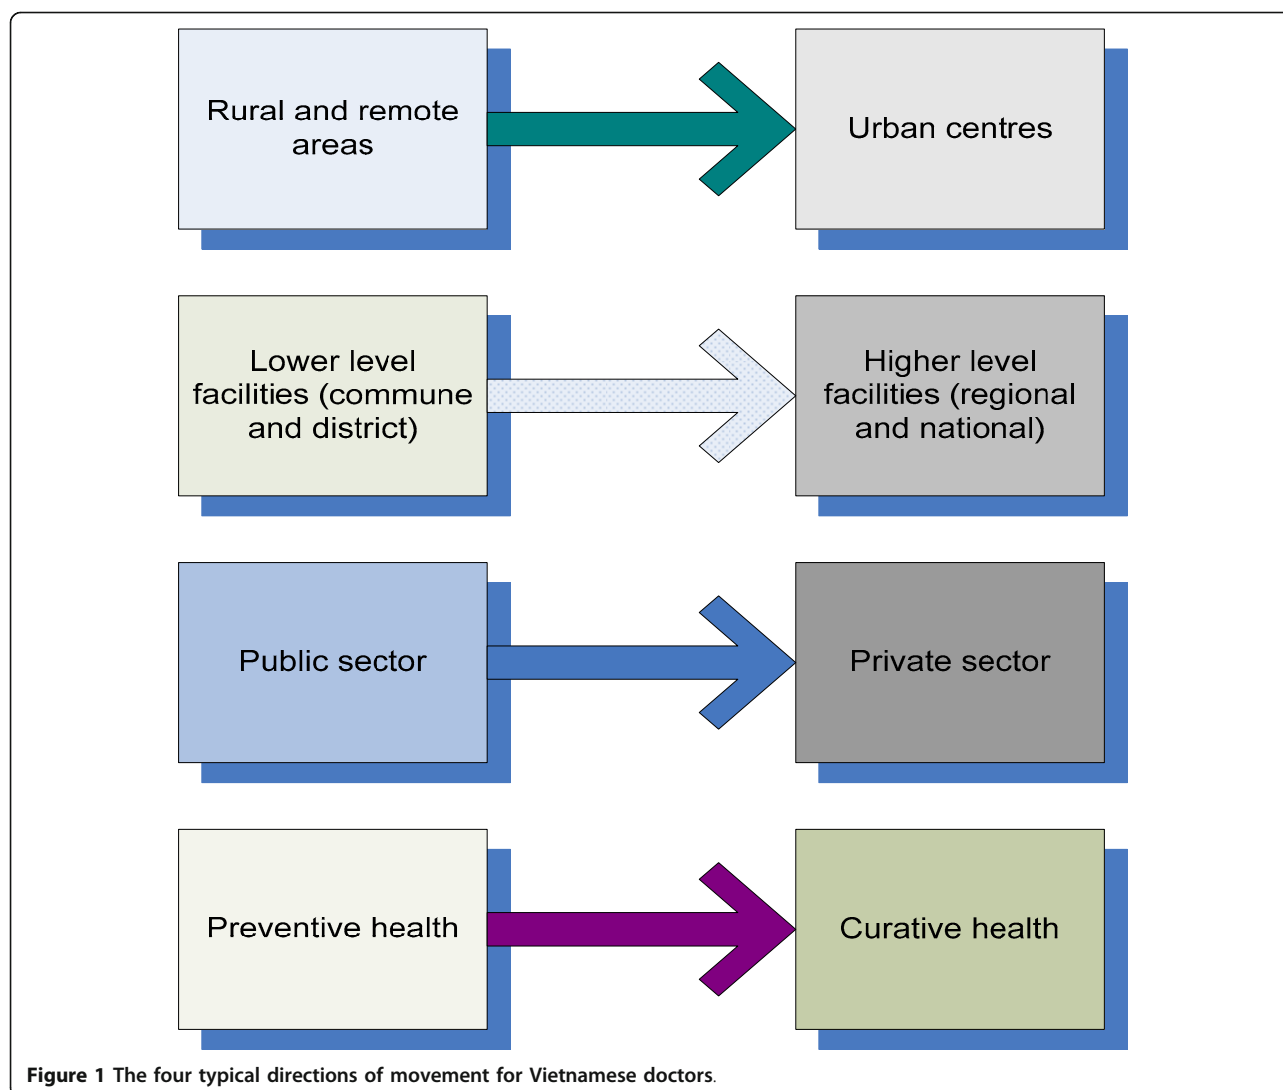 Rural and remote
areas
Urban centres
Lower level
facilities (commune
and district)
Higher level
facilities (regional
and national)
Public sector
Private sector
Preventive health
Curative health
Figure 1 The four typical directions of movement for Vietnamese doctors.